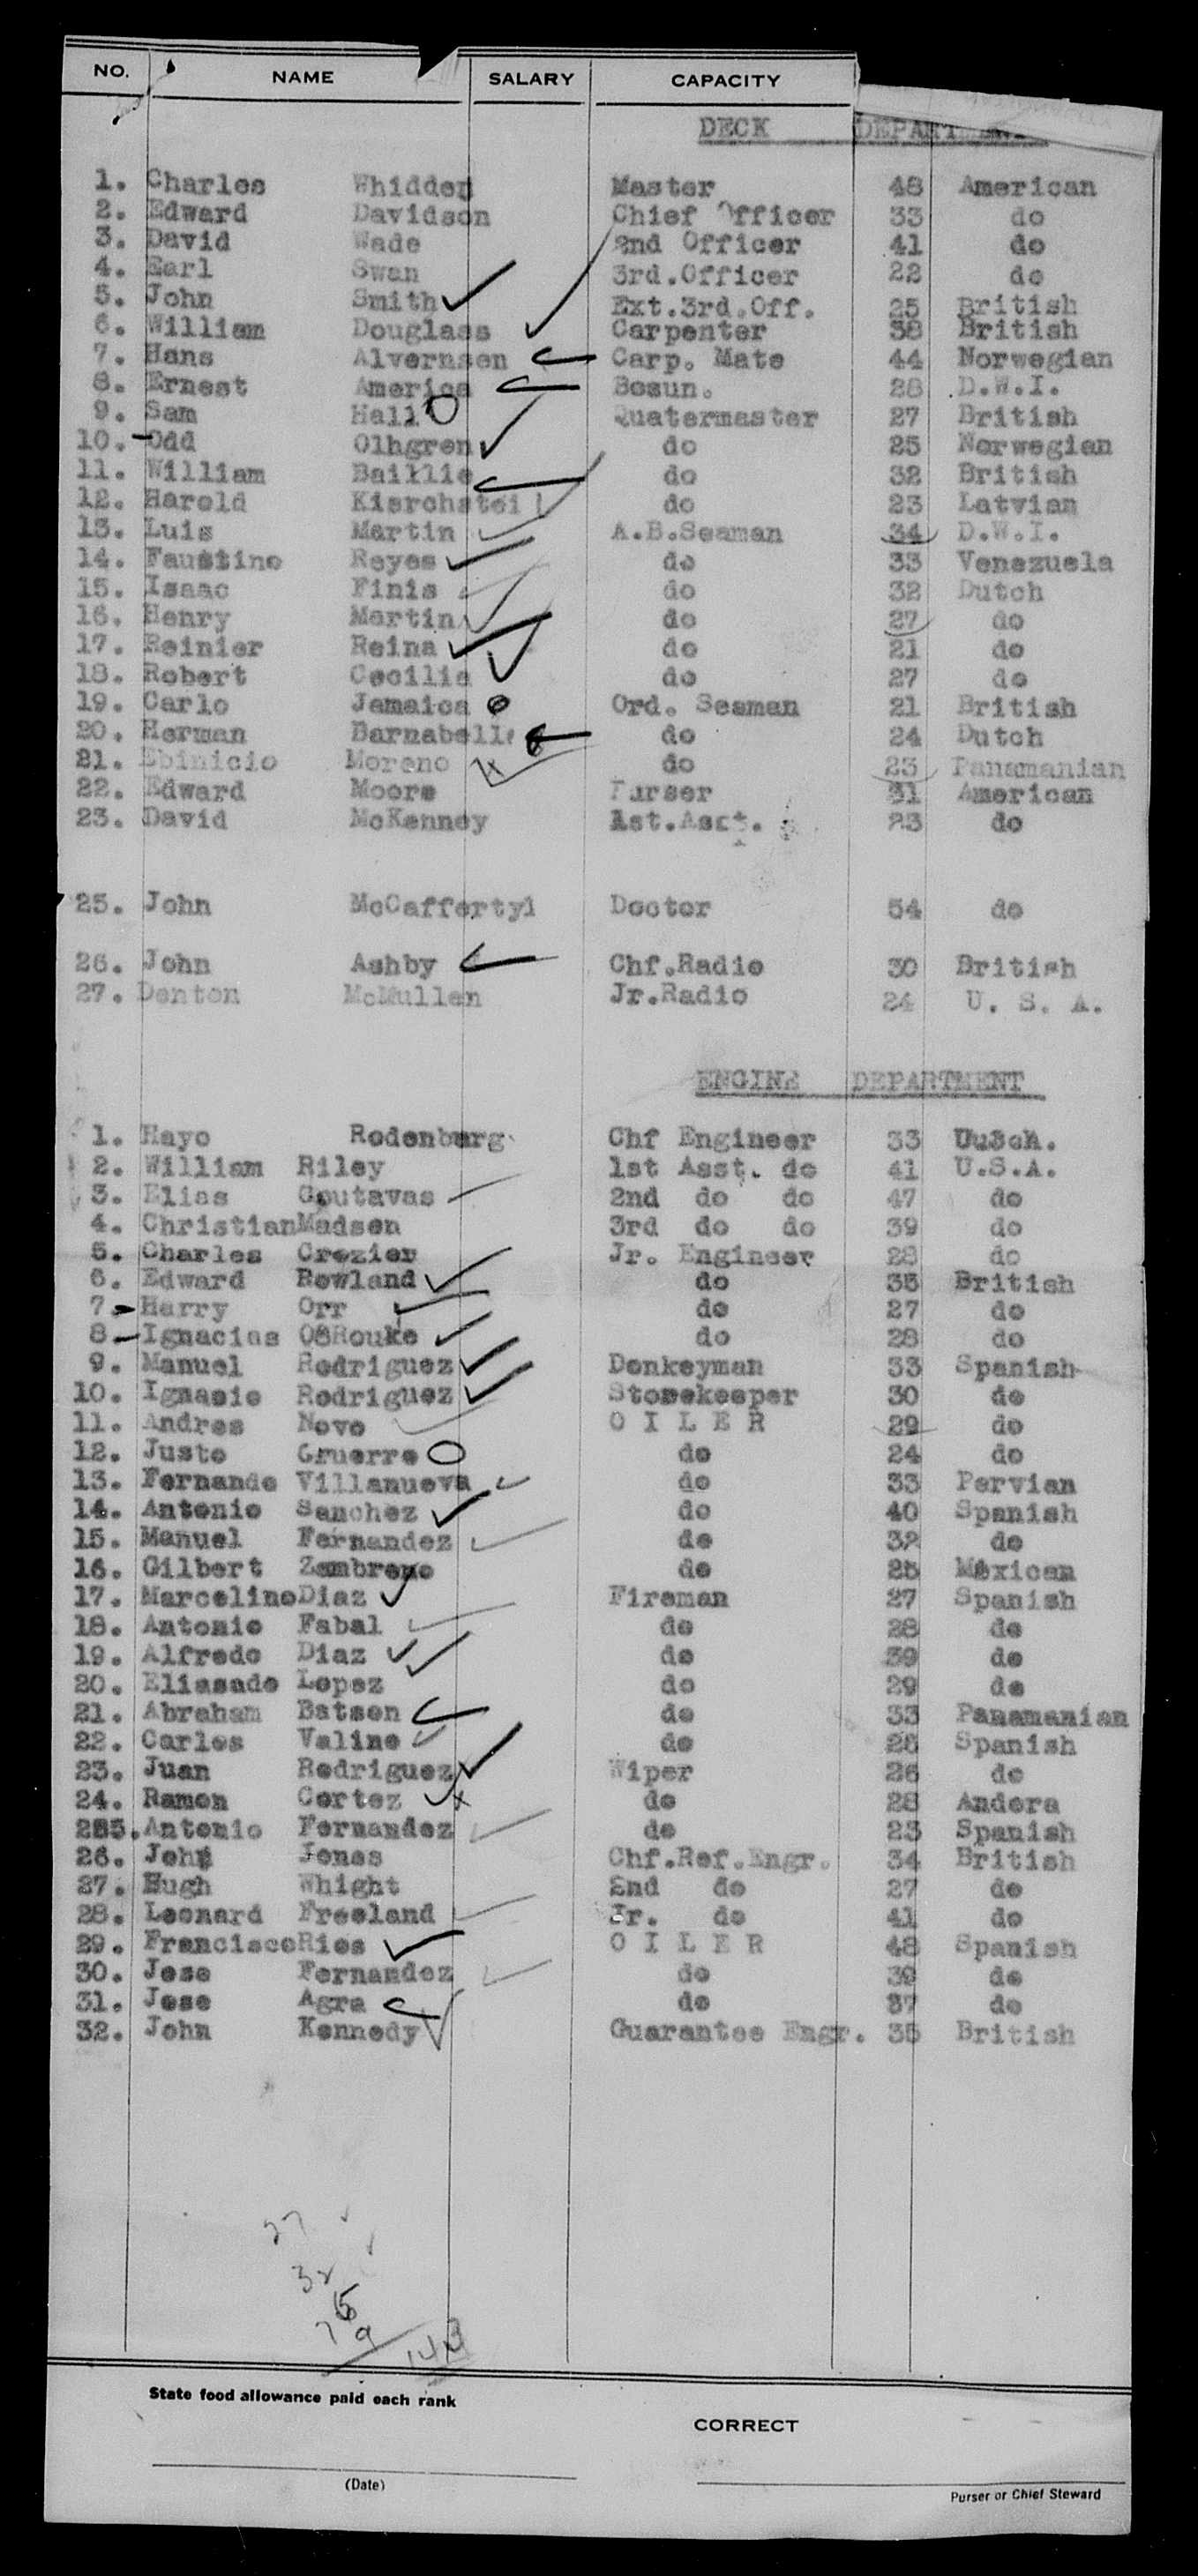 NO. NAME SALARY CAPACITY
DECK DEPARTMENT
1. Charles Whidden Master 48 American
2. Edward Davidson Chief Officer 33 do
3. David Wade 2nd Officer 41 do
4. Earl Swan 3rd.Officer 22 do
5. John Smith Ext.3rd.Off. 25 British
6. William Douglass Carpenter 38 British
7. Hans Alvernsen Carp. Mate 44 Norwegian
8. Ernest America Bosun. 28 D.W.I.
9. Sam Hall Quatermaster 27 British
10. Odd Olhgren do 25 Norwegian
11. William Baillie do 32 British
12. Harold do 23 Latvian
13. Luis Martin A.B.Seaman 34 D.W.I.
14. Faustino Reyes do 33 Venezuela
15. Isaac Finis do 32 Dutch
16. Henry Martin do 27 do
17. Reinier Reina do 21 do
18. Robert Cecilia do 27 do
19. Carlo Jamaica Ord. Seaman 21 British
20. Herman do 24 Dutch
21. Ebinicio Moreno do 23 Panamanian
22. Edward Moore Purser 31 American
23. David McKenney 1st.Asst. 23 do
25. John McCafferty1 Doctor 54 do
26. John Ashby Chf.Radio 30 British
27. Denton McMullen Jr.Radio 24 U. S. A.
ENGINE DEPARTMENT
1. Hayo Rodenburg Chf Engineer 33
2. William Riley 1st Asst. do 41 U.S.A.
3. Elias Goutavas 2nd do do 47 do
4. Christian Madsen 3rd do do 39 do
5. Charles Crozier Jr. Engineer 28 do
6. Edward Rowland do 35 British
7. Harry Orr do 27 do
8. Ignacius O8Rouke do 28 do
9. Manuel Rodriguez Donkeyman 33 Spanish
10. Ignasio Rodriguez Storekeeper 30 do
11. Andres Novo O I L E R 29 do
12. Justo Gruerro do 24 do
13. Fernando Villanueva do 33 Pervian
14. Antonio Sanchez do 40 Spanish
15. Manuel Fernandez do 32 do
16. Gilbert Zambrano do 25 Mexican
17. Marcelino Diaz Fireman 27 Spanish
18. Antonio Fabal do 28 do
19. Alfredo Diaz do 39 do
20. Eliasado Lopez do 29 do
21. Abraham Batson do 33 Panamanian
22. Carlos Valino do 26 Spanish
23. Juan Rodriguez Wiper 26 do
24. Ramon Cortez do 28 Andora
25. Antonio Fernandez do 23 Spanish
26. John Jones Chf.Ref.Engr. 34 British
27. Hugh Whight 2nd do 27 do
28. Leonard Freeland Jr. do 41 do
29. Francisco Rios O I L E R 48 Spanish
30. Jose Fernandez do 39 do
31. Jose Agra do 37 do
32. John Kennedy Guarantee Engr. 35 British
27
32
State food allowance paid each rank
CORRECT
(Date)
Purser or Chief Steward